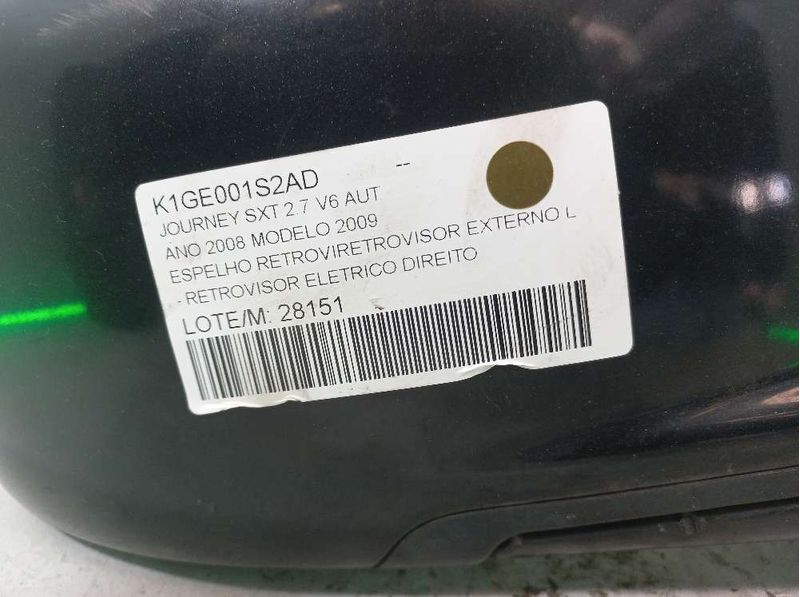 --
K1GE001S2AD
JOURNEY SXT 2.7 V6 AUT
ANO 2008 MODELO 2009
ESPELHO RETROVIRETROVISOR EXTERNO L
- RETROVISOR ELETRICO DIREITO
LOTE/M: 28151